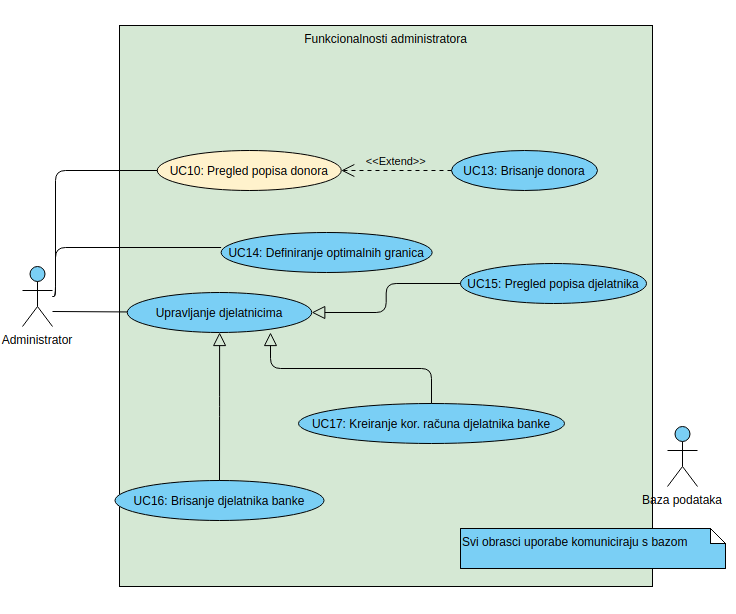 Funkcionalnosti administratora
UC10: Pregled popisa donora
<<Extend>>
UC13: Brisanje donora
UC14: Definiranje optimalnih granica
UC15: Pregled popisa djelatnika
Upravljanje djelatnicima
Administrator
UC17: Kreiranje kor. računa djelatnika banke
UC16: Brisanje djelatnika banke
Baza podataka
Svi obrasci uporabe komuniciraju s bazom